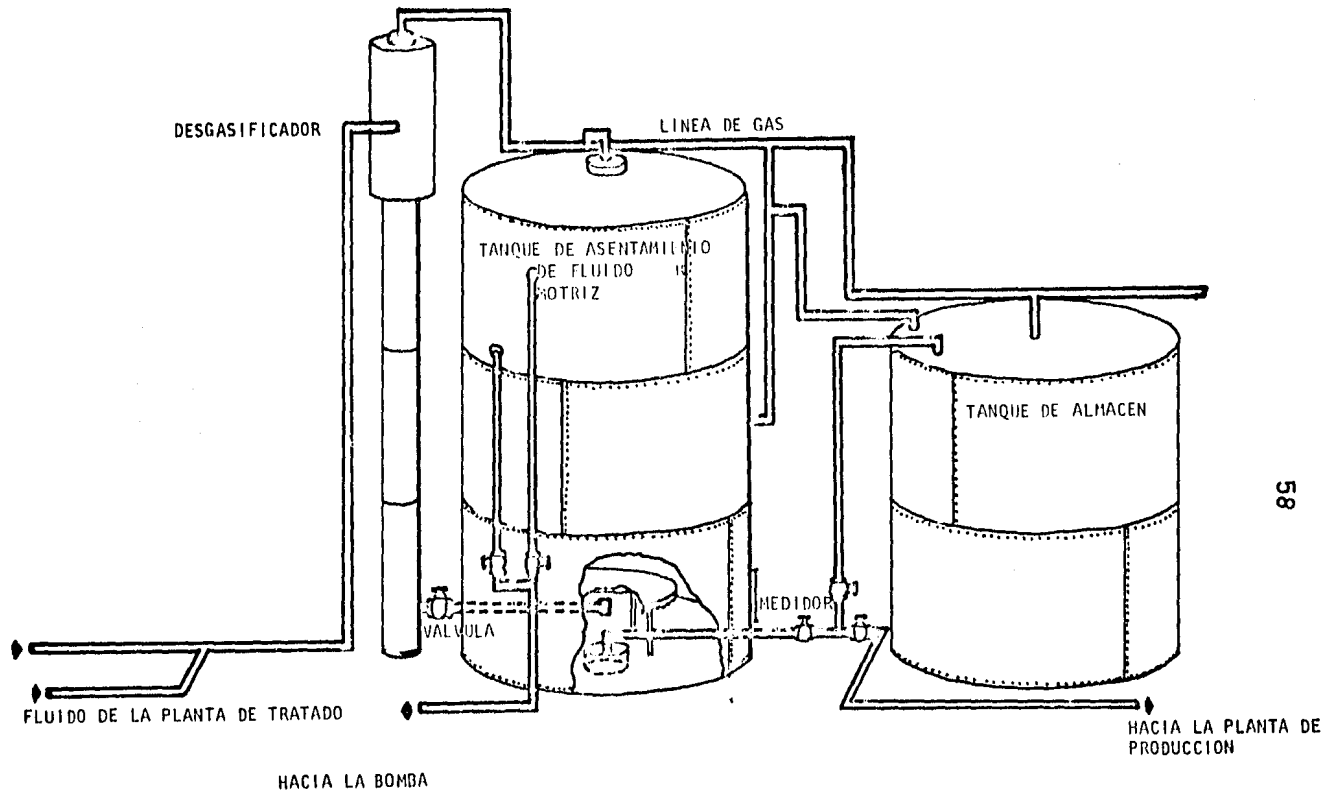 DESGASIFICADOR
LINEA DE GAS
TANQUE DE ASENTAMIENTO
DE FLUIDO
MOTRIZ
TANQUE DE ALMACEN
58
MEDIDOR
VALVULA
FLUIDO DE LA PLANTA DE TRATADO
HACIA LA PLANTA DE
PRODUCCION
HACIA LA BOMBA